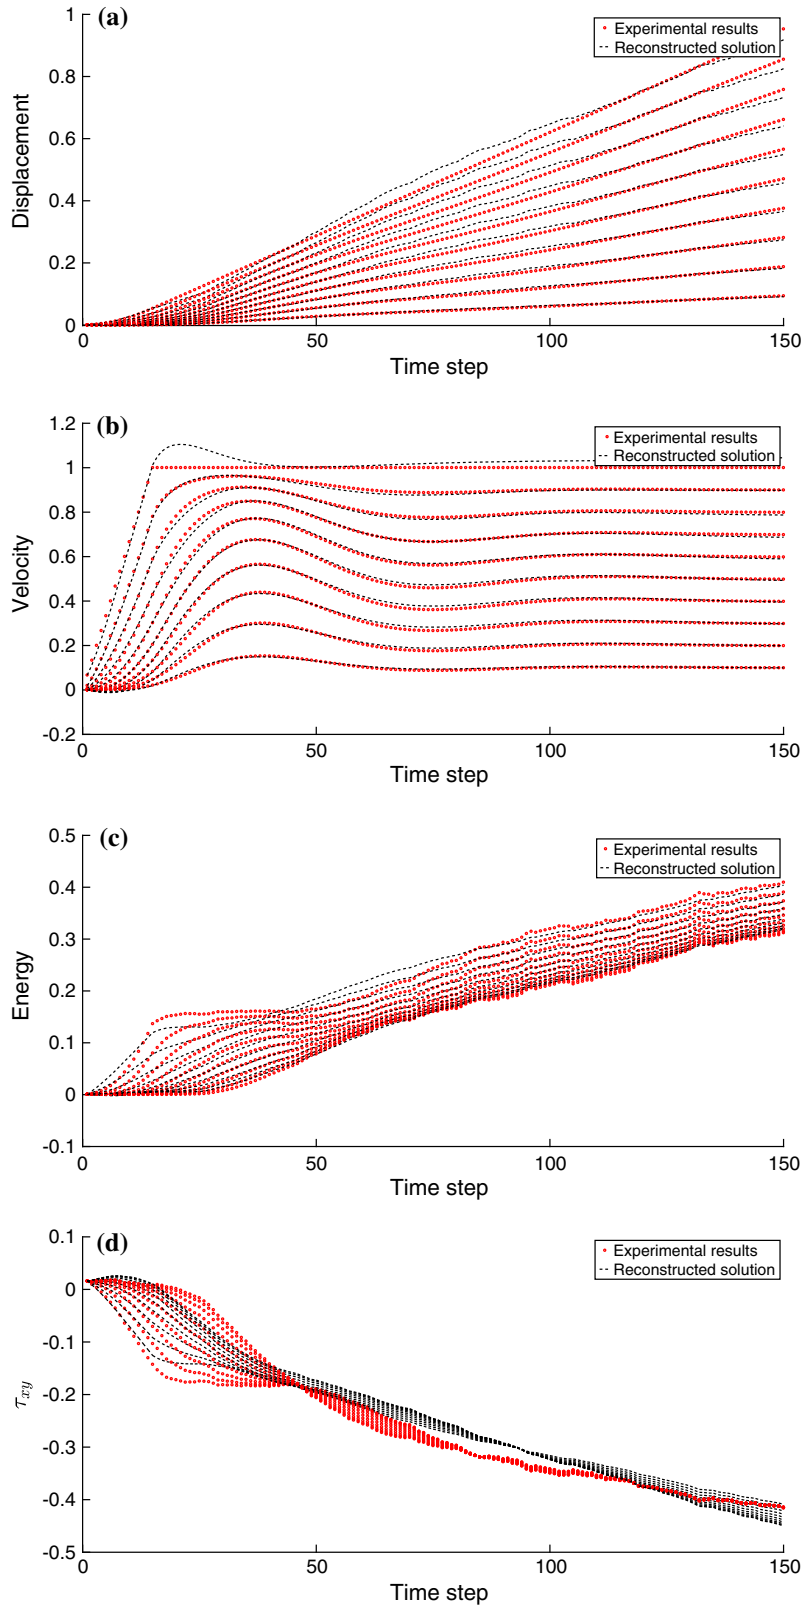 (a)
1
0.8
0.6
0.4
0.2
0
Displacement
Experimental results
Reconstructed solution
0 50 100 150
Time step
(b)
1.2
1
0.8
0.6
0.4
0.2
0
-0.2
Velocity
Experimental results
Reconstructed solution
0 50 100 150
Time step
(c)
0.5
0.4
0.3
0.2
0.1
0
-0.1
Energy
Experimental results
Reconstructed solution
0 50 100 150
Time step
(d)
0.1
0
-0.1
-0.2
-0.3
-0.4
-0.5
τxy
Experimental results
Reconstructed solution
0 50 100 150
Time step